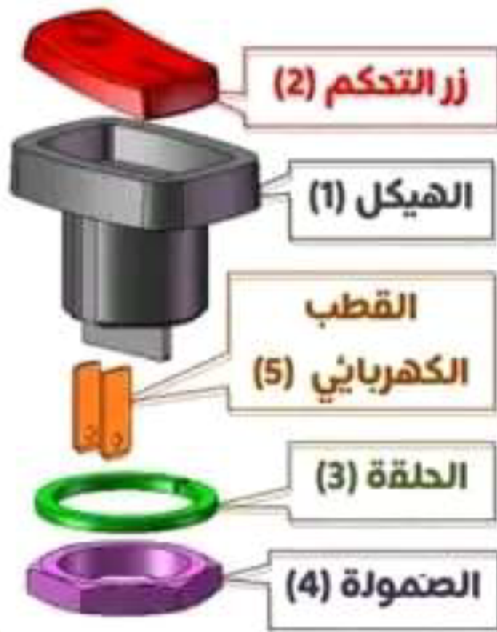 زر التحكم (2)
الهيكل (1)
القطب
الكهربائي (5)
الحلقة (3)
الصمولة (4)